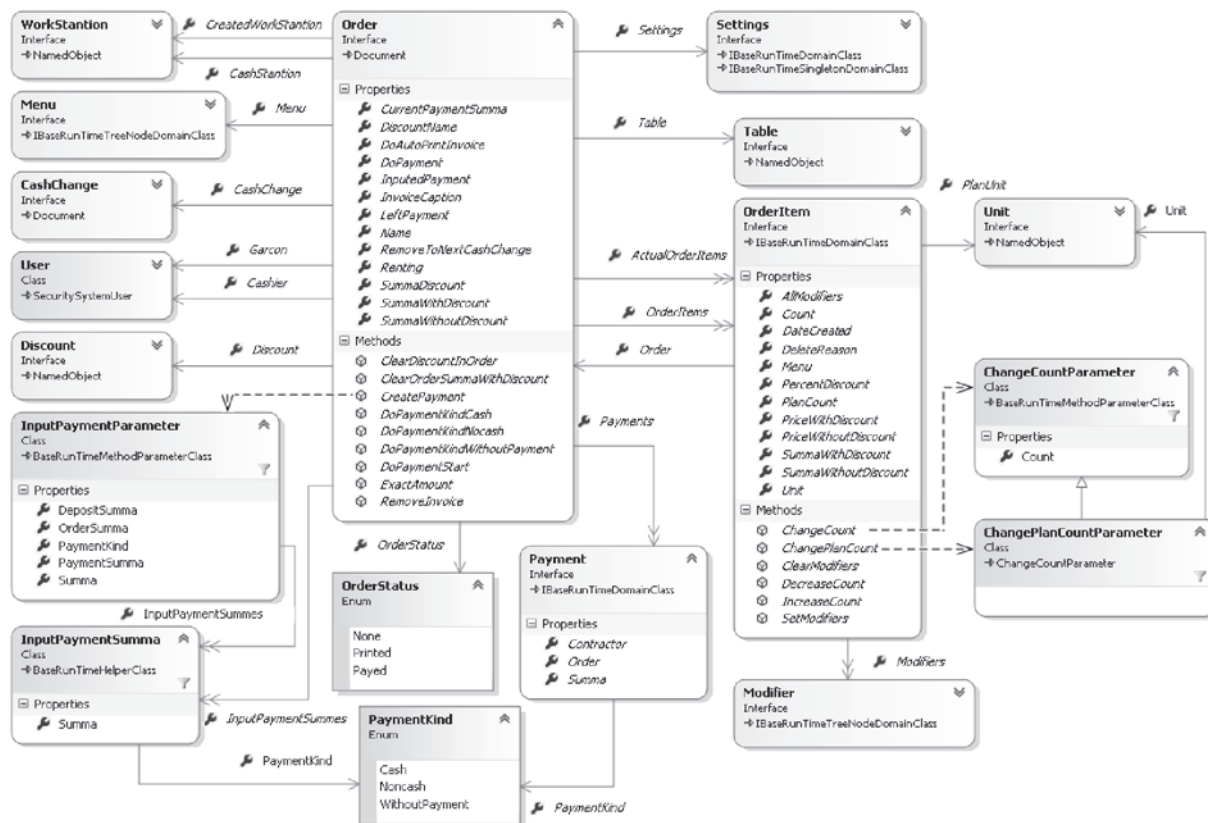 WorkStantion
Interface
NamedObject
CreatedWorkStantion
CashStantion
Menu
Interface
IBaseRunTimeTreeNodeDomainClass
Menu
CashChange
Interface
Document
CashChange
User
Class
SecuritySystemUser
Garcon
Cashier
Discount
Interface
NamedObject
Discount
InputPaymentParameter
Class
BaseRunTimeMethodParameterClass
Properties
DepositSumma
OrderSumma
PaymentKind
PaymentSumma
Summa
InputPaymentSummes
InputPaymentSumma
Class
BaseRunTimeHelperClass
Properties
Summa
InputPaymentSummes
PaymentKind
Order
Interface
Document
Properties
CurrentPaymentSumma
DiscountName
DoAutoPrintInvoice
DoPayment
InputedPayment
InvoiceCaption
LeftPayment
Name
RemoveToNextCashChange
Renting
SummaDiscount
SummaWithDiscount
SummaWithoutDiscount
Methods
ClearDiscountInOrder
ClearOrderSummaWithDiscount
CreatePayment
DoPaymentKindCash
DoPaymentKindNocash
DoPaymentKindWithoutPayment
DoPaymentStart
ExactAmount
RemoveInvoice
OrderStatus
OrderStatus
Enum
None
Printed
Payed
PaymentKind
Enum
Cash
Noncash
WithoutPayment
Payments
Payment
Interface
IBaseRunTimeDomainClass
Properties
Contractor
Order
Summa
PaymentKind
Settings
Settings
Interface
IBaseRunTimeDomainClass
IBaseRunTimeSingletonDomainClass
Table
Table
Interface
NamedObject
ActualOrderItems
OrderItems
Order
OrderItem
Interface
IBaseRunTimeDomainClass
Properties
AllModifiers
Count
DateCreated
DeleteReason
Menu
PercentDiscount
PlanCount
PriceWithDiscount
PriceWithoutDiscount
SummaWithDiscount
SummaWithoutDiscount
Unit
Methods
ChangeCount
ChangePlanCount
ClearModifiers
DecreaseCount
IncreaseCount
SetModifiers
Modifiers
Modifier
Interface
IBaseRunTimeTreeNodeDomainClass
PlanUnit
Unit
Interface
NamedObject
Unit
ChangeCountParameter
Class
BaseRunTimeMethodParameterClass
Properties
Count
ChangePlanCountParameter
Class
ChangeCountParameter